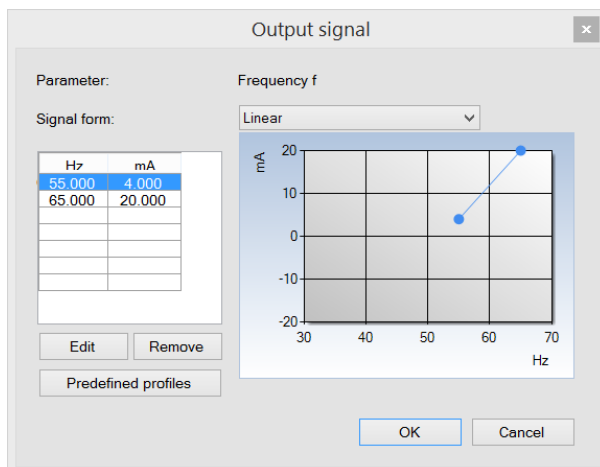 Output signal
x
Parameter:
Frequency f
Signal form:
Linear
Hz mA
55.000 4.000
65.000 20.000
Edit
Remove
Predefined profiles
mA
20
10
0
-10
-20
30 40 50 60 70
Hz
OK
Cancel